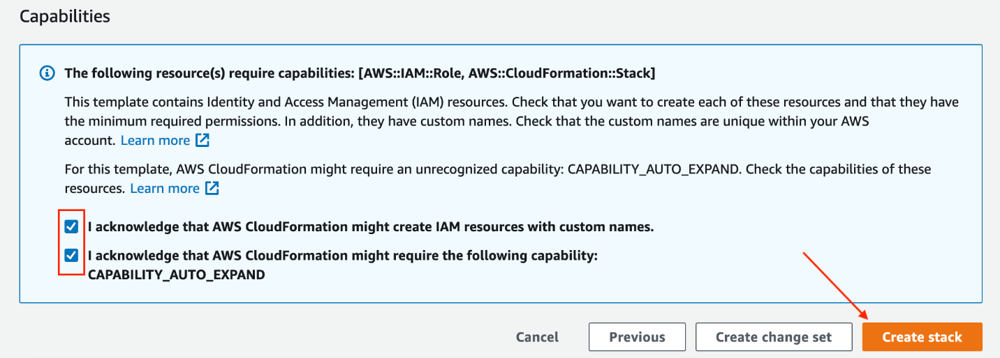 Capabilities
The following resource(s) require capabilities: [AWS::IAM::Role, AWS::CloudFormation::Stack]
This template contains Identity and Access Management (IAM) resources. Check that you want to create each of these resources and that they have
the minimum required permissions. In addition, they have custom names. Check that the custom names are unique within your AWS
account. Learn more
For this template, AWS CloudFormation might require an unrecognized capability: CAPABILITY_AUTO_EXPAND. Check the capabilities of these
resources. Learn more
I acknowledge that AWS CloudFormation might create IAM resources with custom names.
I acknowledge that AWS CloudFormation might require the following capability:
CAPABILITY_AUTO_EXPAND
Cancel Previous Create change set Create stack